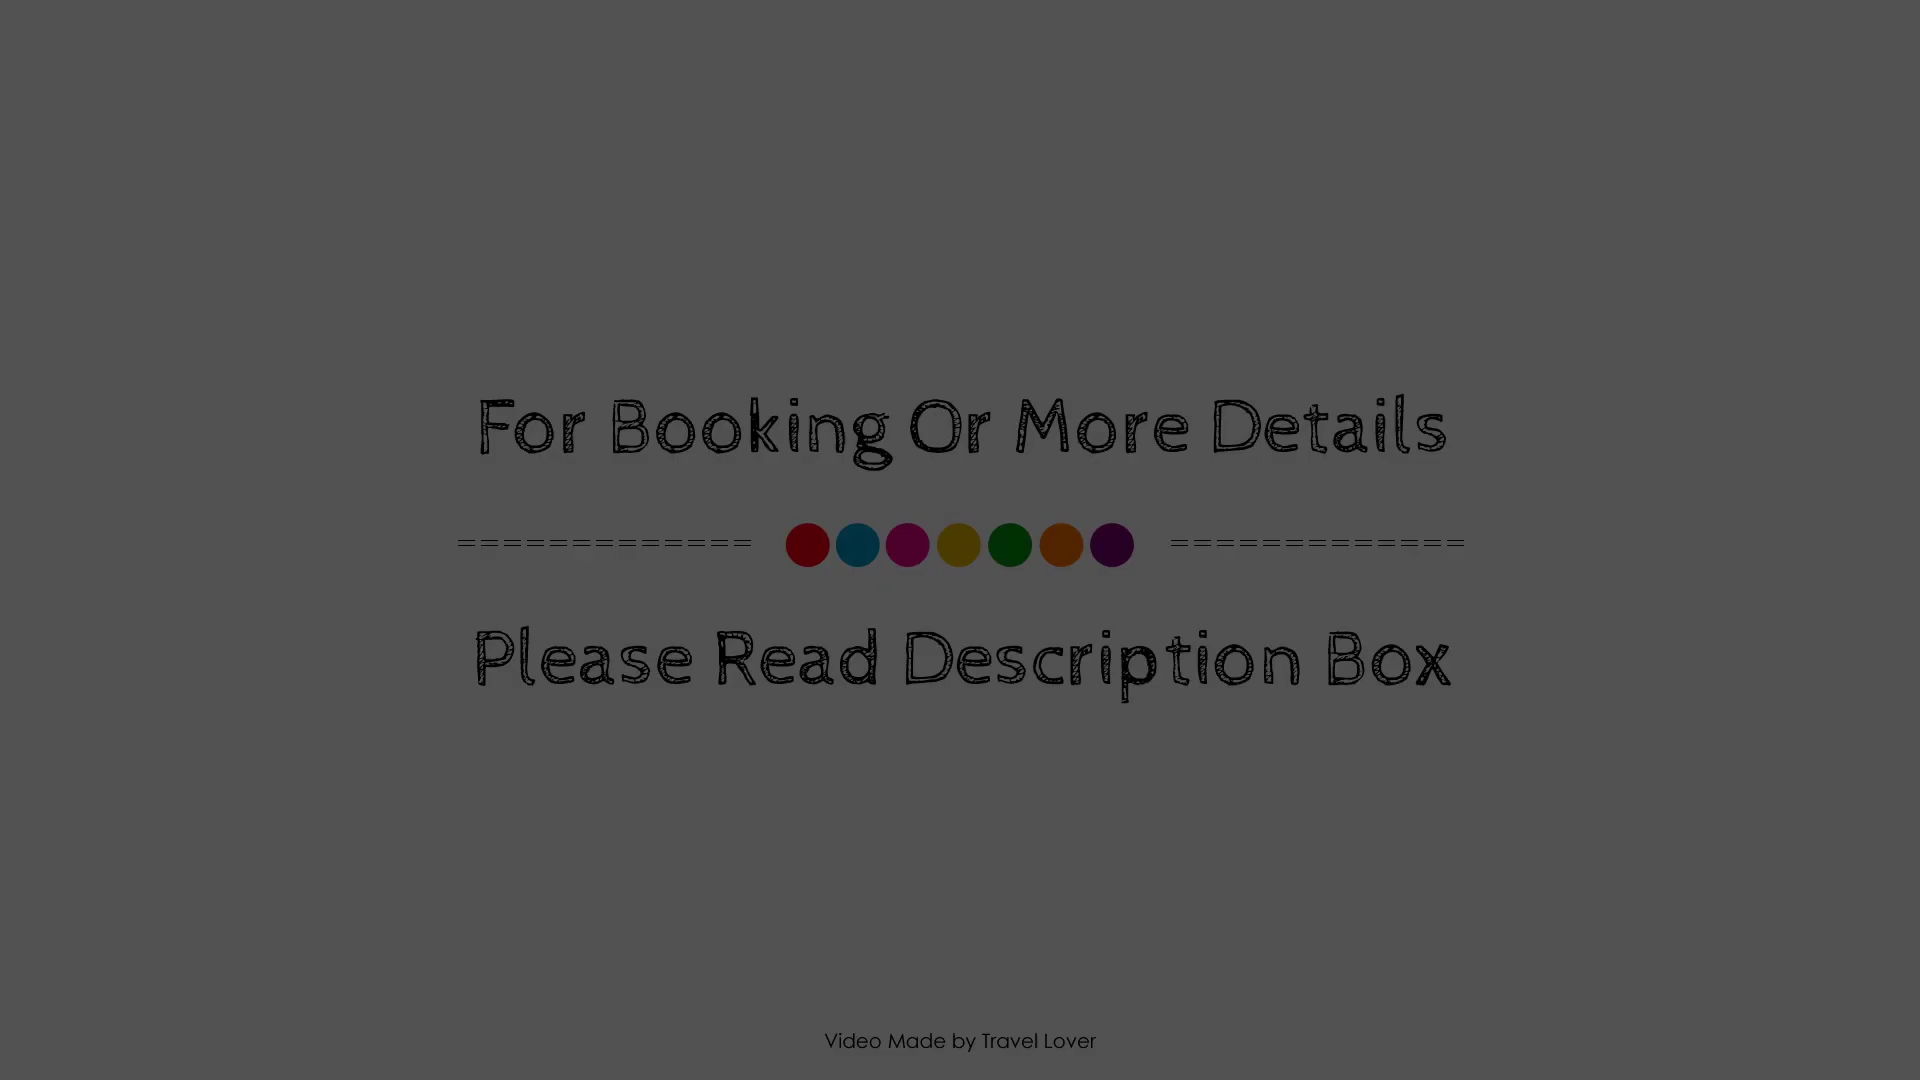 For Booking Or More Details
============= =============
Please Read Description Box
Video Made by Travel Lover